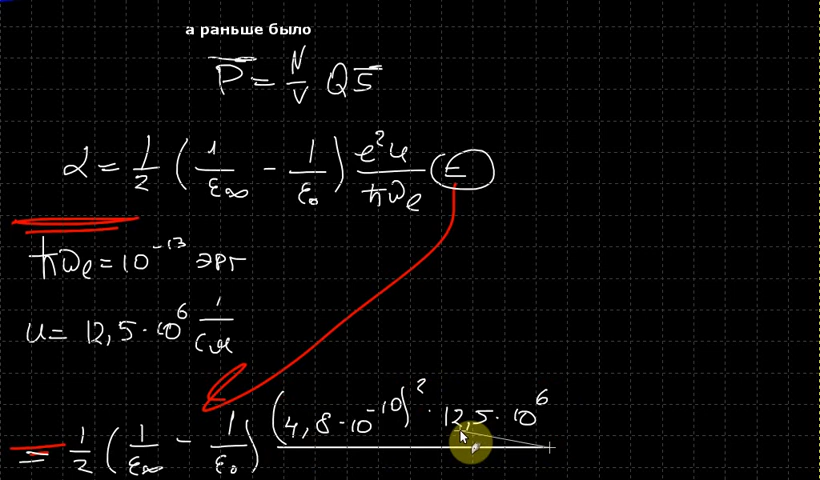 а раньше было
P̅ = N/V Q s̅
α = 1/2 (1/ε∞ − 1/ε₀) e²u/ħωₑ E
ħωₑ = 10⁻¹³ эрг
u = 12,5 · 10⁶ 1/см
= 1/2 (1/ε∞ − 1/ε₀) (4,8 · 10⁻¹⁰)² · 12,5 · 10⁶